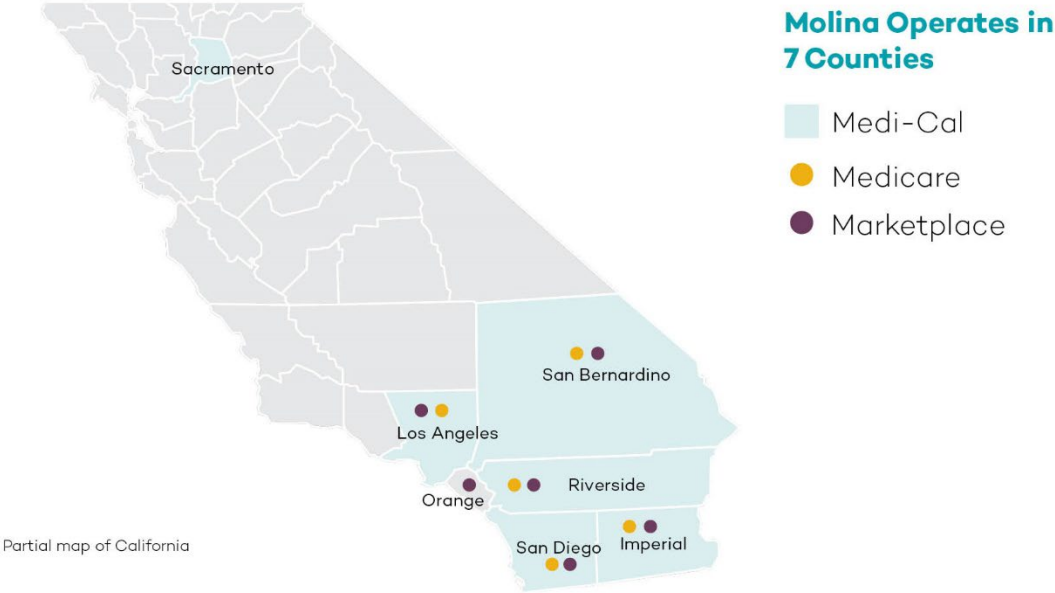 Molina Operates in
7 Counties
Medi-Cal
Medicare
Marketplace
Sacramento
San Bernardino
Los Angeles
Riverside
Orange
San Diego
Imperial
Partial map of California